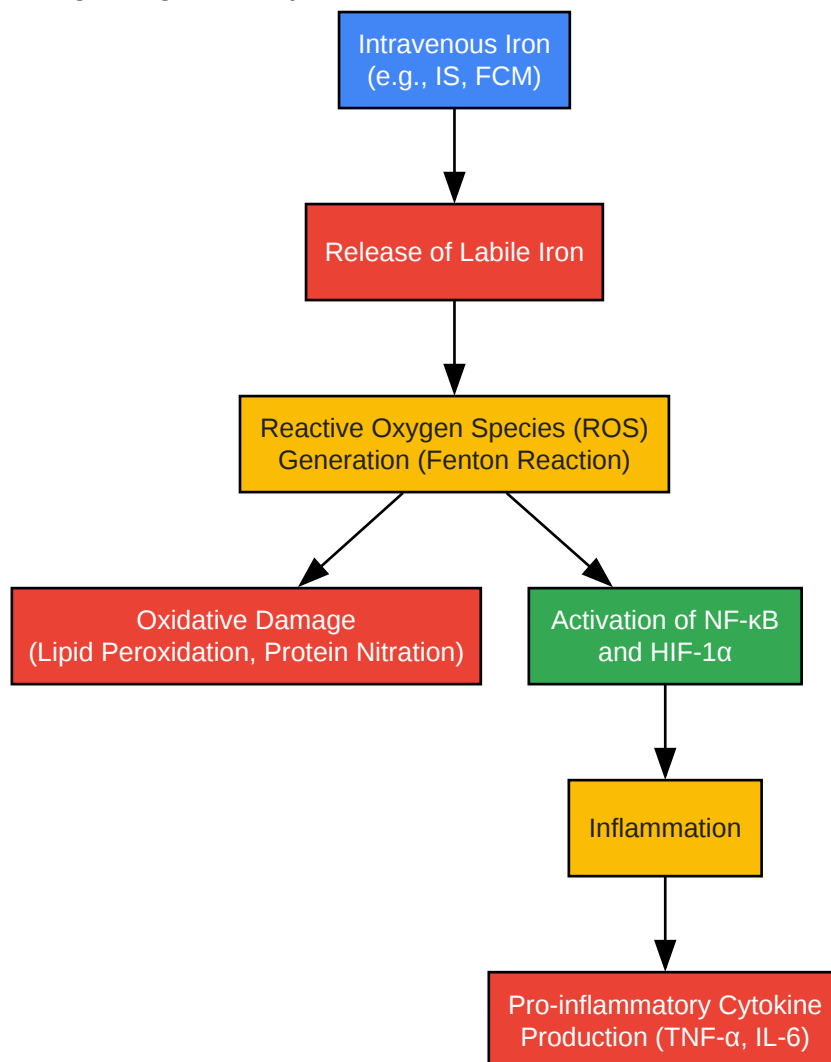 Intravenous Iron
(e.g., IS, FCM)
Release of Labile Iron
Reactive Oxygen Species (ROS)
Generation (Fenton Reaction)
Oxidative Damage
(Lipid Peroxidation, Protein Nitration)
Activation of NF-κB
and HIF-1α
Inflammation
Pro-inflammatory Cytokine
Production (TNF-α, IL-6)